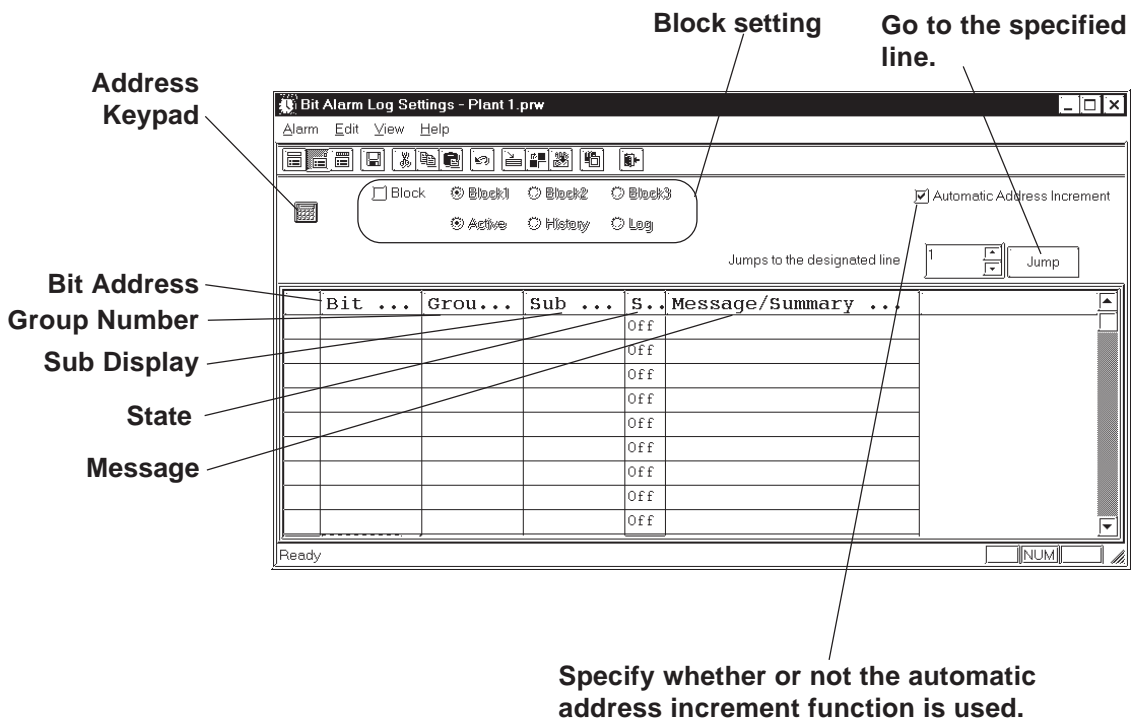 Block setting
Go to the specified
line.
Address
Keypad
Bit Alarm Log Settings - Plant 1.prw
Alarm Edit View Help
Block Block1 Block2 Block3
Automatic Address Increment
Active History Log
Jumps to the designated line 1 Jump
Bit Address
Group Number
Sub Display
State
Message
Bit ... Grou... Sub ... S.. Message/Summary ...
Off
Off
Off
Off
Off
Off
Off
Off
Off
Ready NUM
Specify whether or not the automatic
address increment function is used.